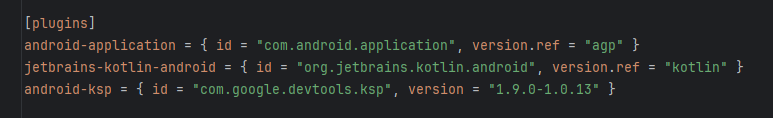 [plugins]
android-application = { id = "com.android.application", version.ref = "agp" }
jetbrains-kotlin-android = { id = "org.jetbrains.kotlin.android", version.ref = "kotlin" }
android-ksp = { id = "com.google.devtools.ksp", version = "1.9.0-1.0.13" }